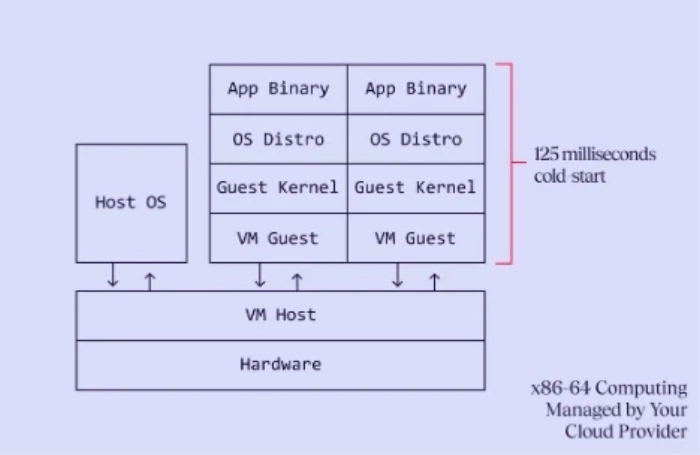 App Binary App Binary
OS Distro OS Distro
Guest Kernel Guest Kernel
VM Guest VM Guest
Host OS
125 milliseconds
cold-start
VM Host
Hardware
x86-64 Computing
Managed by Your
Cloud Provider